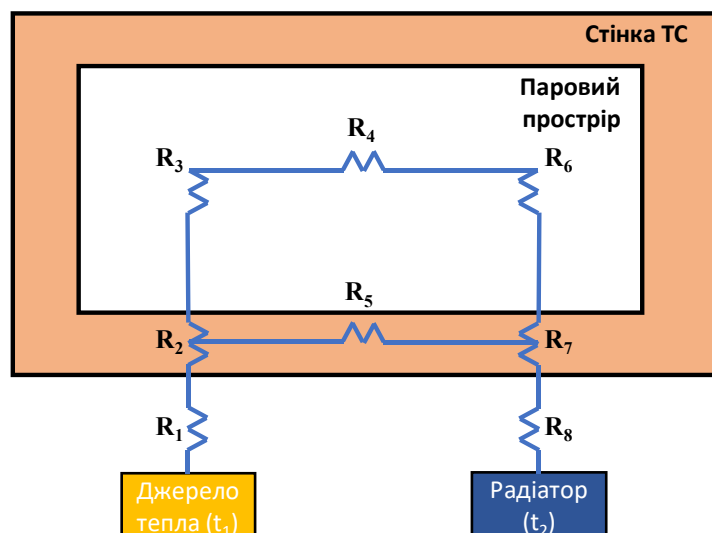 Стінка ТС
Паровий
простір
R4
R3
R6
R5
R2
R7
R1
R8
Джерело
тепла (t1)
Радіатор
(t2)